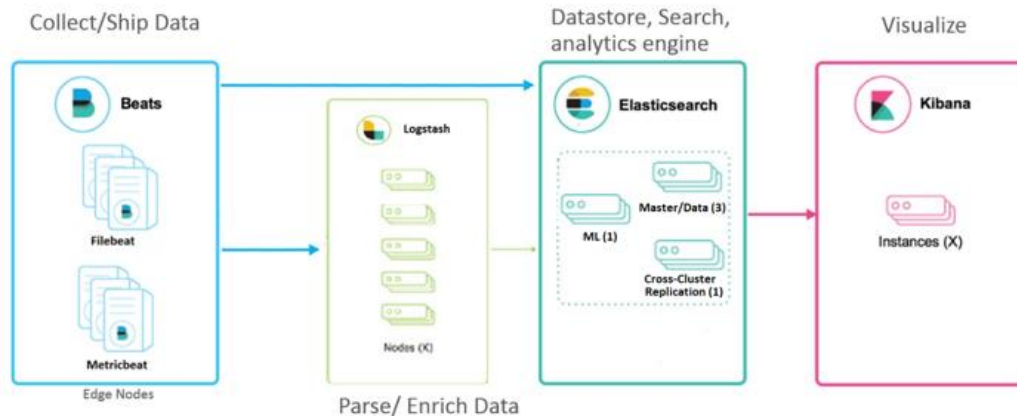 Collect/Ship Data
Datastore, Search,
analytics engine
Visualize
Beats
Filebeat
Metricbeat
Edge Nodes
Logstash
Nodes (K)
Parse/ Enrich Data
Elasticsearch
Master/Data (3)
ML (1)
Cross-Cluster
Replication (1)
Kibana
Instances (X)